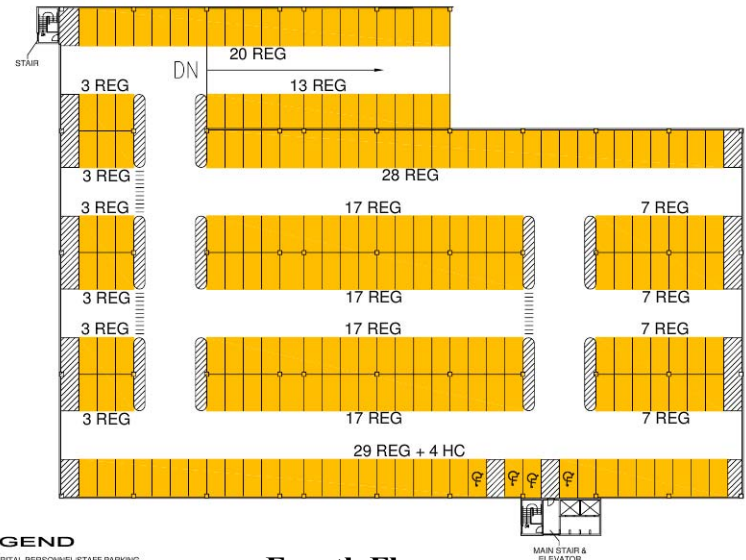 STAIR
20 REG
DN
3 REG
13 REG
3 REG
28 REG
3 REG
17 REG
7 REG
3 REG
17 REG
7 REG
3 REG
17 REG
7 REG
3 REG
17 REG
7 REG
29 REG + 4 HC
GEND
MAIN STAIR &
ELEVATOR